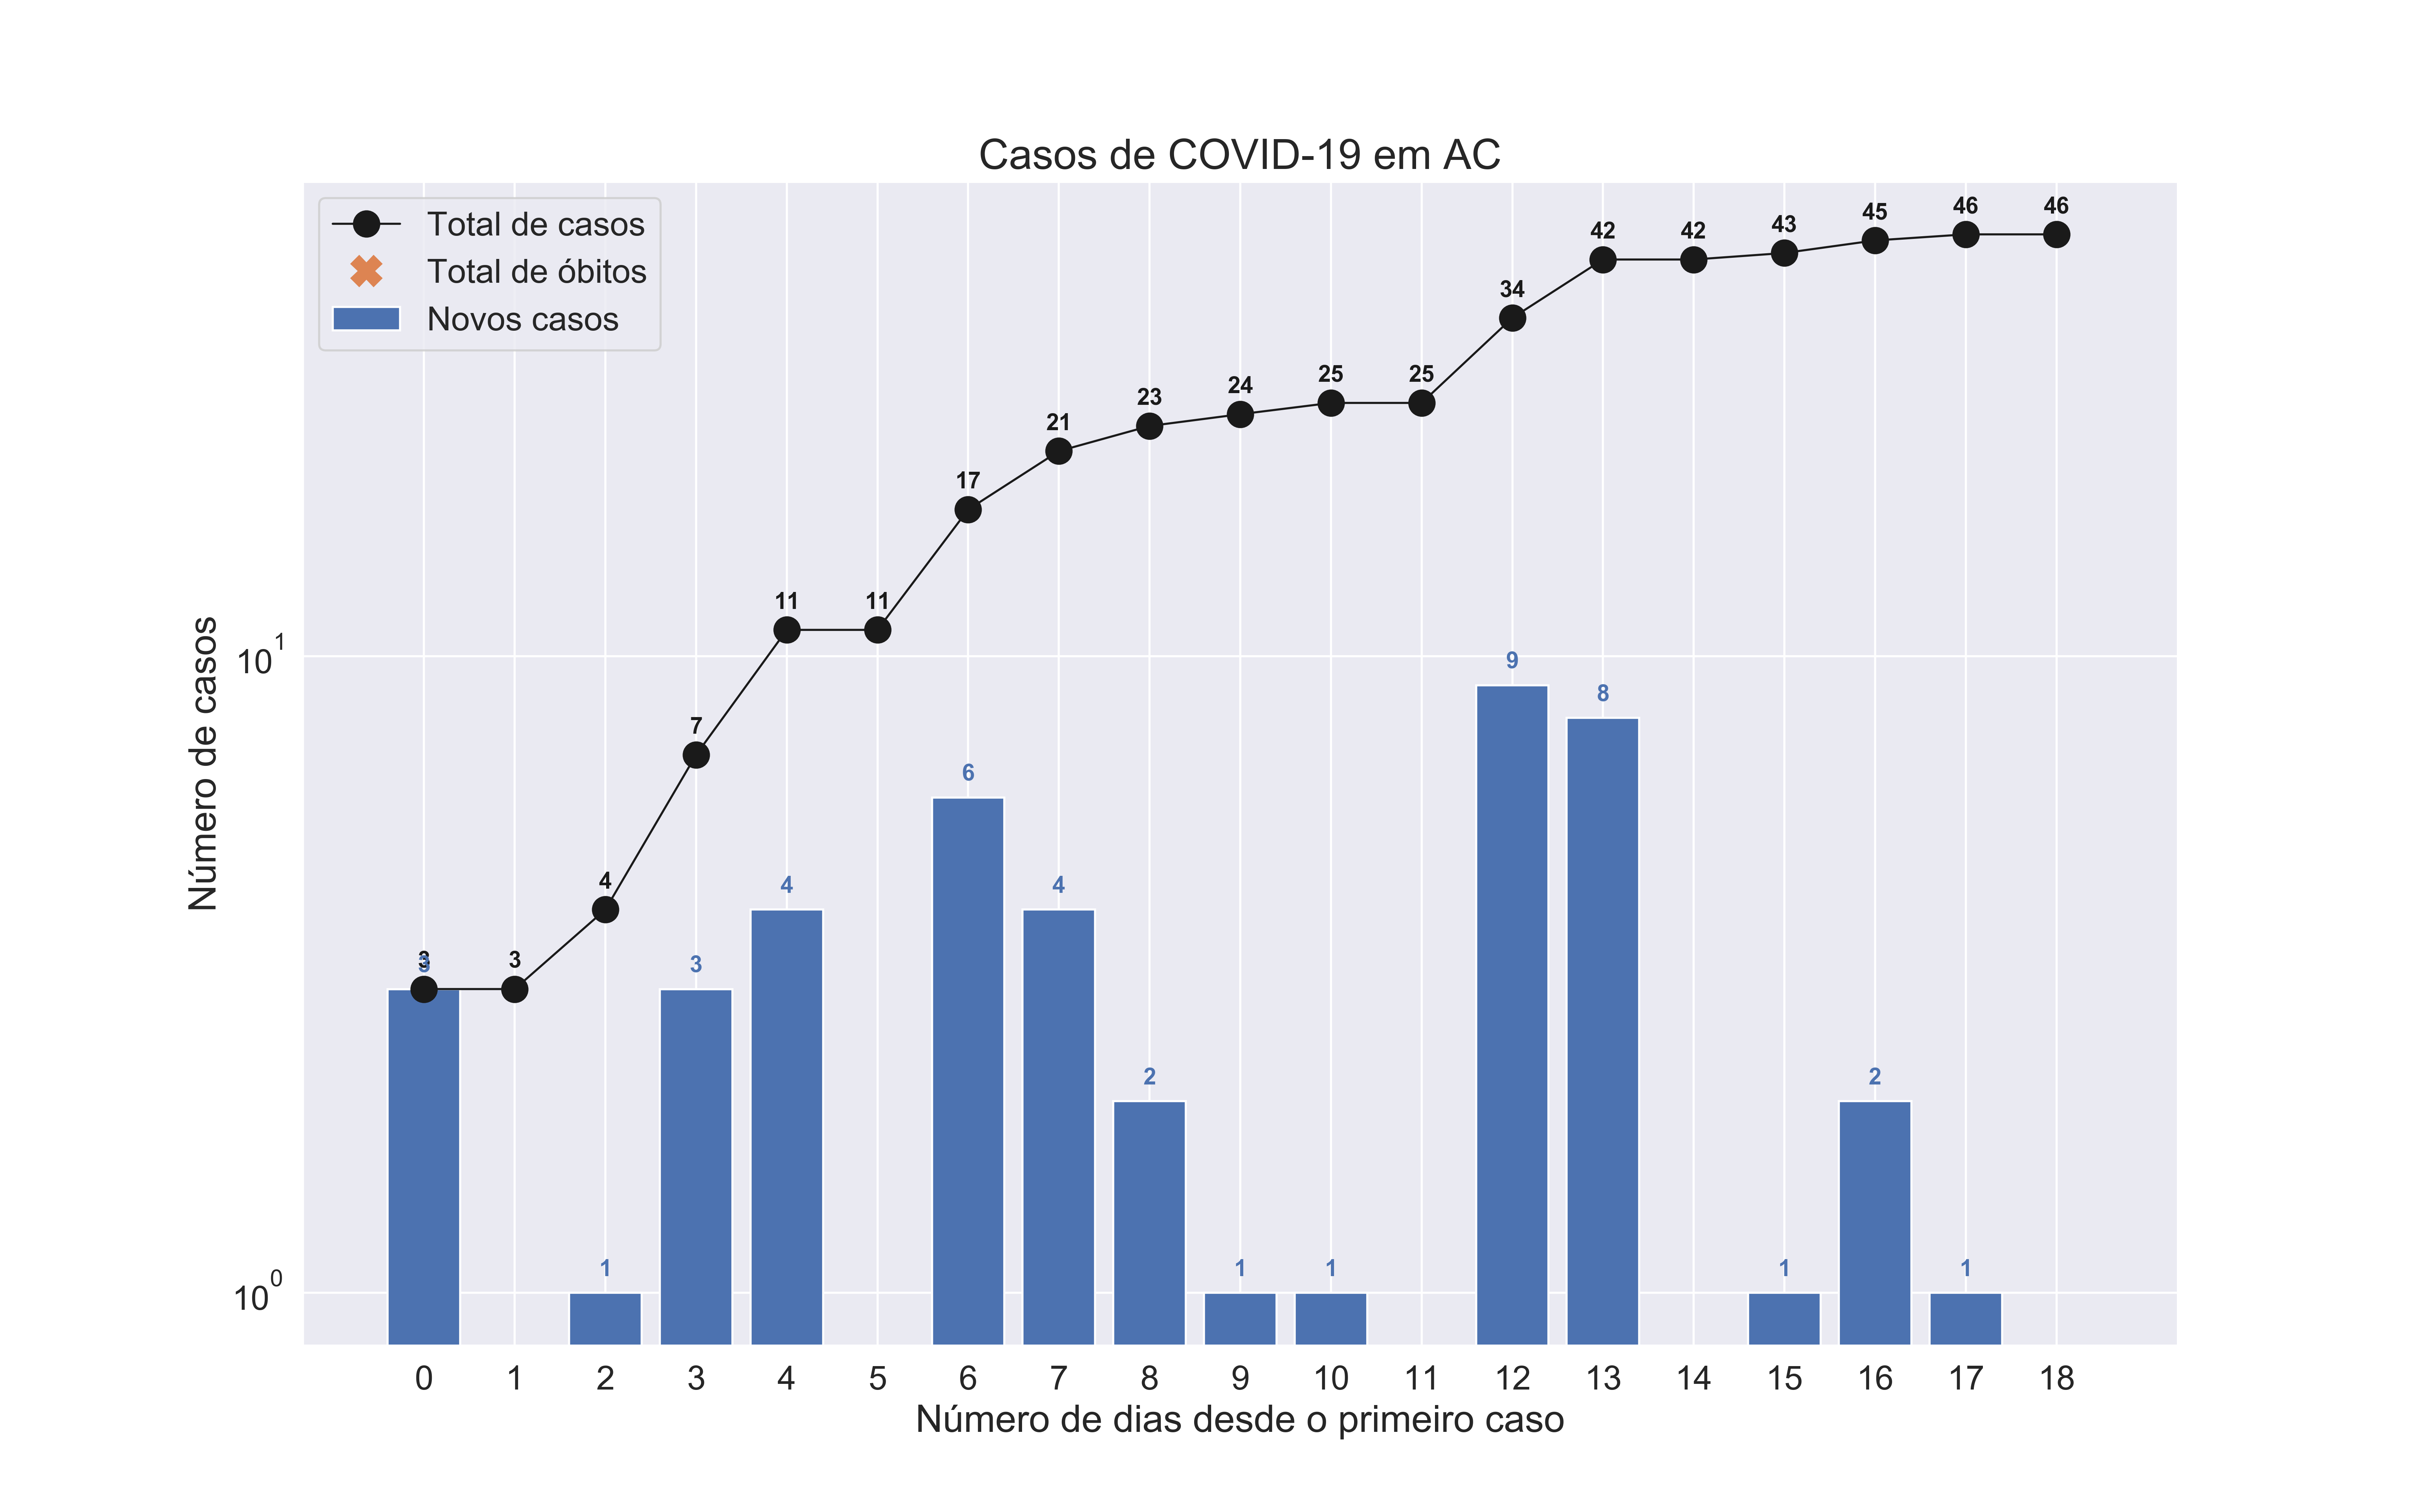 Casos de COVID-19 em AC
Total de casos
Total de óbitos
Novos casos
Número de casos
10^1
10^0
3 3 4 7 11 11 17 21 23 24 25 25 34 42 42 43 45 46 46
3 1 3 4 6 4 2 1 1 9 8 1 2 1
0 1 2 3 4 5 6 7 8 9 10 11 12 13 14 15 16 17 18
Número de dias desde o primeiro caso